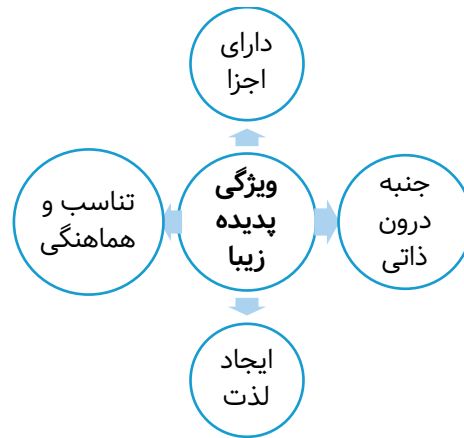 دارای
اجزا
جنبه
درون
ذاتی
ویژگی
پدیده
زیبا
تناسب و
هماهنگی
ایجاد
لذت